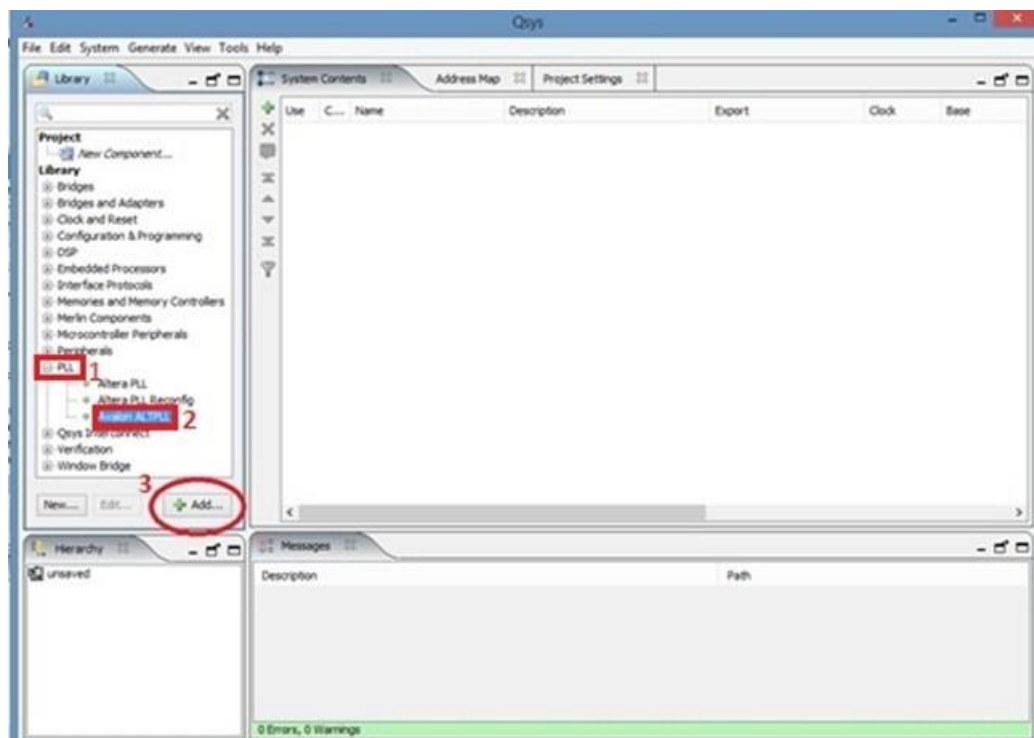 Qsys
File Edit System Generate View Tools Help
Library
Project
New Component...
Library
Bridges
Bridges and Adapters
Clock and Reset
Configuration & Programming
DSP
Embedded Processors
Interface Protocols
Memories and Memory Controllers
Merlin Components
Microcontroller Peripherals
Peripherals
PLL 1
Altera PLL
Altera PLL Reconfig
Avalon ALTPLL 2
Qsys Interconnect
Verification
Window Bridge
3
New... Edit... Add...
System Contents Address Map Project Settings
Use C... Name Description Export Clock Base
Hierarchy
unsaved
Messages
Description Path
0 Errors, 0 Warnings